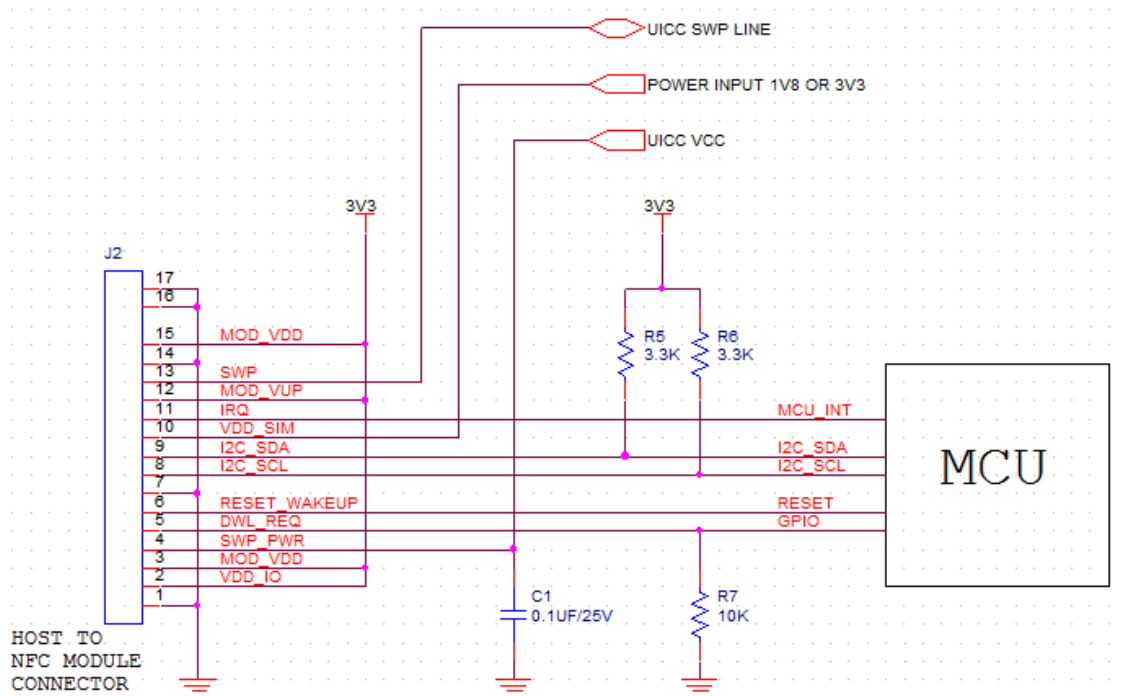 UICC SWP LINE
POWER INPUT 1V8 OR 3V3
UICC VCC
3V3
3V3
J2
17
16
15 MOD_VDD
14
13 SWP
12 MOD_VUP
11 IRQ
10 VDD_SIM
9 I2C_SDA
8 I2C_SCL
7
6 RESET_WAKEUP
5 DWL_REQ
4 SWP_PWR
3 MOD_VDD
2 VDD_IO
1
R5
3.3K
R6
3.3K
MCU_INT
I2C_SDA
I2C_SCL
RESET
GPIO
MCU
C1
0.1UF/25V
R7
10K
HOST TO
NFC MODULE
CONNECTOR